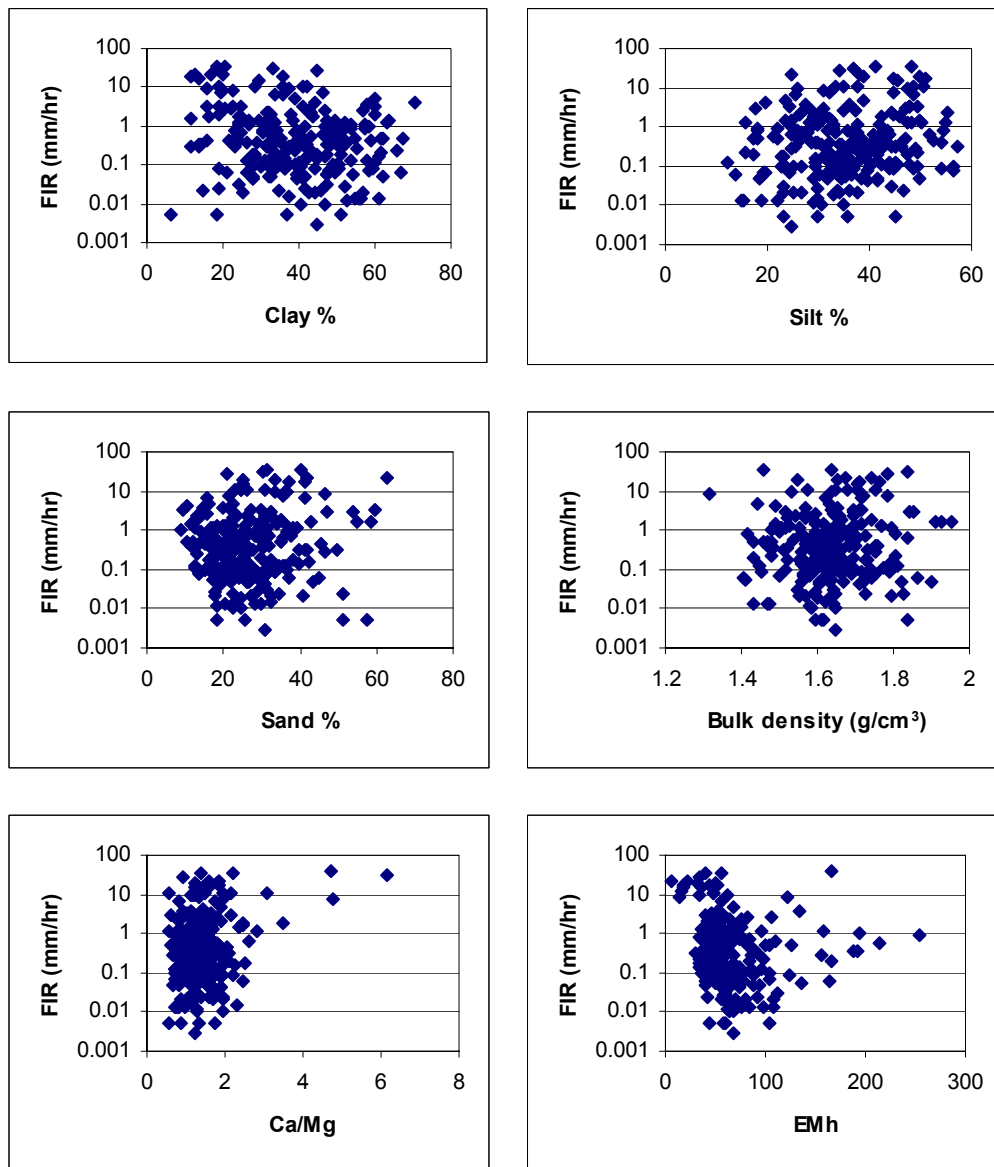 100
10
1
0.1
0.01
0.001
FIR (mm/hr)
0 20 40 60 80
Clay %
100
10
1
0.1
0.01
0.001
FIR (mm/hr)
0 20 40 60
Silt %
100
10
1
0.1
0.01
0.001
FIR (mm/hr)
0 20 40 60 80
Sand %
100
10
1
0.1
0.01
0.001
FIR (mm/hr)
1.2 1.4 1.6 1.8 2
Bulk density (g/cm³)
100
10
1
0.1
0.01
0.001
FIR (mm/hr)
0 2 4 6 8
Ca/Mg
100
10
1
0.1
0.01
0.001
FIR (mm/hr)
0 100 200 300
EMh